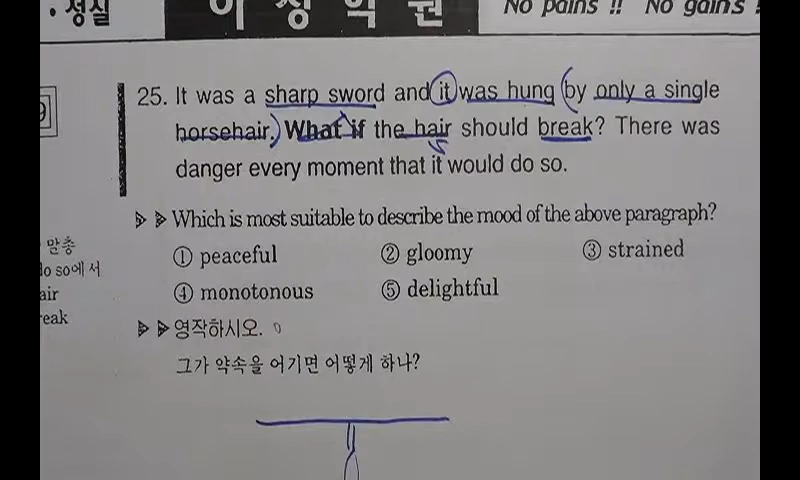 • 성실
No pains !! No gains !
25. It was a sharp sword and it was hung by only a single
horsehair. What if the hair should break? There was
danger every moment that it would do so.
Which is most suitable to describe the mood of the above paragraph?
① peaceful ② gloomy ③ strained
④ monotonous ⑤ delightful
영작하시오.
그가 약속을 어기면 어떻게 하나?
말총
do so에서
air
reak